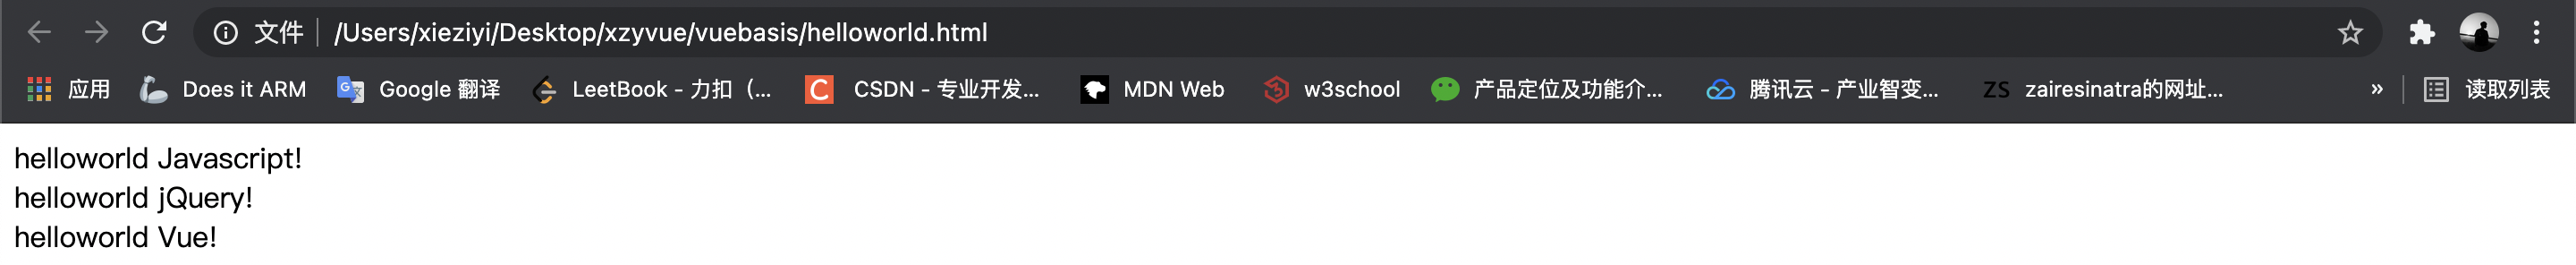 文件 /Users/xieziyi/Desktop/xzyvue/vuebasis/helloworld.html
应用 Does it ARM Google 翻译 LeetBook - 力扣（... C CSDN - 专业开发... MDN Web w3school 产品定位及功能介... 腾讯云 - 产业智变... ZS zairesinatra的网址... » 读取列表
helloworld Javascript!
helloworld jQuery!
helloworld Vue!